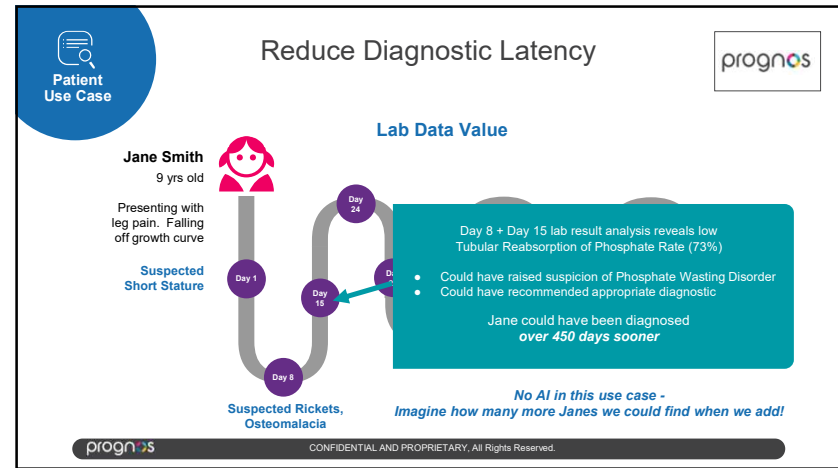 Patient
Use Case
Reduce Diagnostic Latency
prognos
Lab Data Value
Jane Smith
9 yrs old
Presenting with
leg pain. Falling
off growth curve
Suspected
Short Stature
Day 1
Day 8
Suspected Rickets,
Osteomalacia
Day
15
Day
24
Day 8 + Day 15 lab result analysis reveals low
Tubular Reabsorption of Phosphate Rate (73%)
● Could have raised suspicion of Phosphate Wasting Disorder
● Could have recommended appropriate diagnostic
Jane could have been diagnosed
over 450 days sooner
No AI in this use case -
Imagine how many more Janes we could find when we add!
prognos
CONFIDENTIAL AND PROPRIETARY, All Rights Reserved.